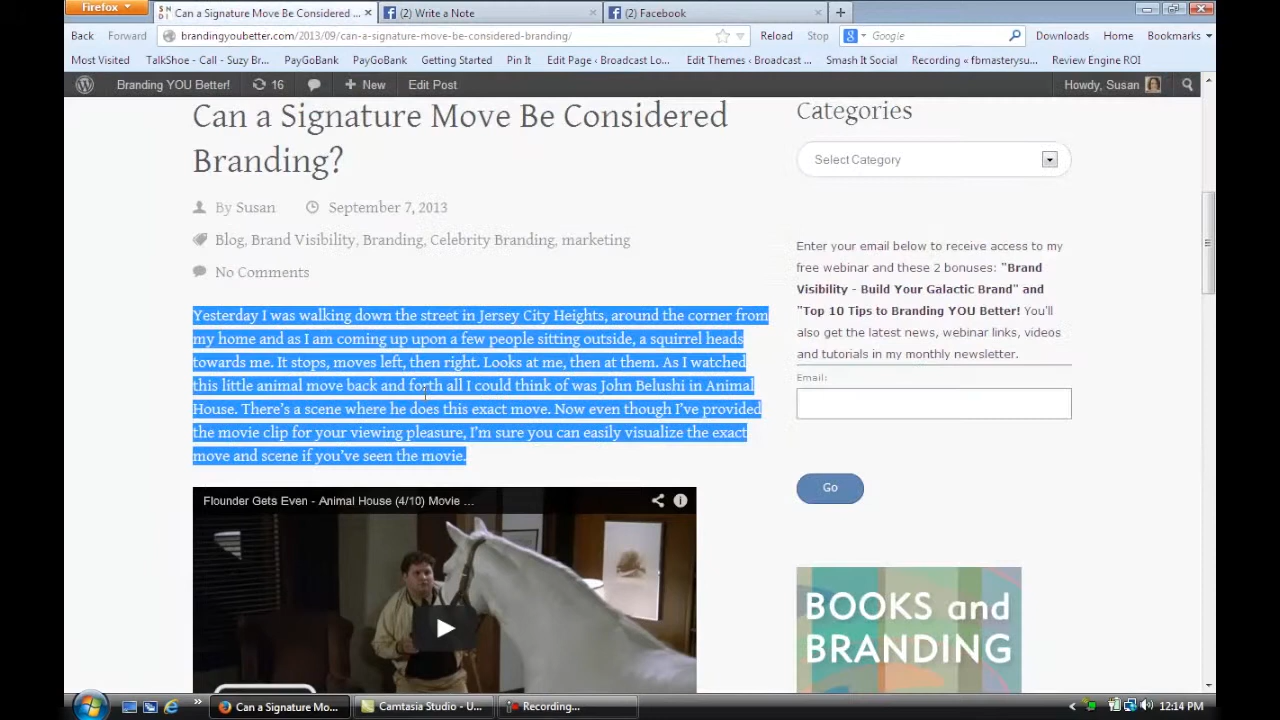 Firefox
Can a Signature Move Be Considered ...
(2) Write a Note
(2) Facebook
Back
Forward
brandingyoubetter.com/2013/09/can-a-signature-move-be-considered-branding/
Google
Reload
Stop
Downloads
Home
Bookmarks
Most Visited
TalkShoe - Call - Suzy Br...
PayGoBank
PayGoBank
Getting Started
Pin It
Edit Page ‹ Broadcast Lo...
Edit Themes ‹ Broadcast ...
Smash It Social
Recording « fbmasterysu...
Review Engine ROI
Branding YOU Better!
16
New
Edit Post
Howdy, Susan
Can a Signature Move Be Considered
Branding?
By Susan
September 7, 2013
Blog, Brand Visibility, Branding, Celebrity Branding, marketing
No Comments
Yesterday I was walking down the street in Jersey City Heights, around the corner from
my home and as I am coming up upon a few people sitting outside, a squirrel heads
towards me. It stops, moves left, then right. Looks at me, then at them. As I watched
this little animal move back and forth all I could think of was John Belushi in Animal
House. There's a scene where he does this exact move. Now even though I've provided
the movie clip for your viewing pleasure, I'm sure you can easily visualize the exact
move and scene if you've seen the movie.
Flounder Gets Even - Animal House (4/10) Movie ...
Categories
Select Category
Enter your email below to receive access to my
free webinar and these 2 bonuses: "Brand
Visibility - Build Your Galactic Brand" and
"Top 10 Tips to Branding YOU Better! You'll
also get the latest news, webinar links, videos
and tutorials in my monthly newsletter.
Email:
Go
BOOKS and
BRANDING
Can a Signature Mo...
Camtasia Studio - U...
Recording...
12:14 PM